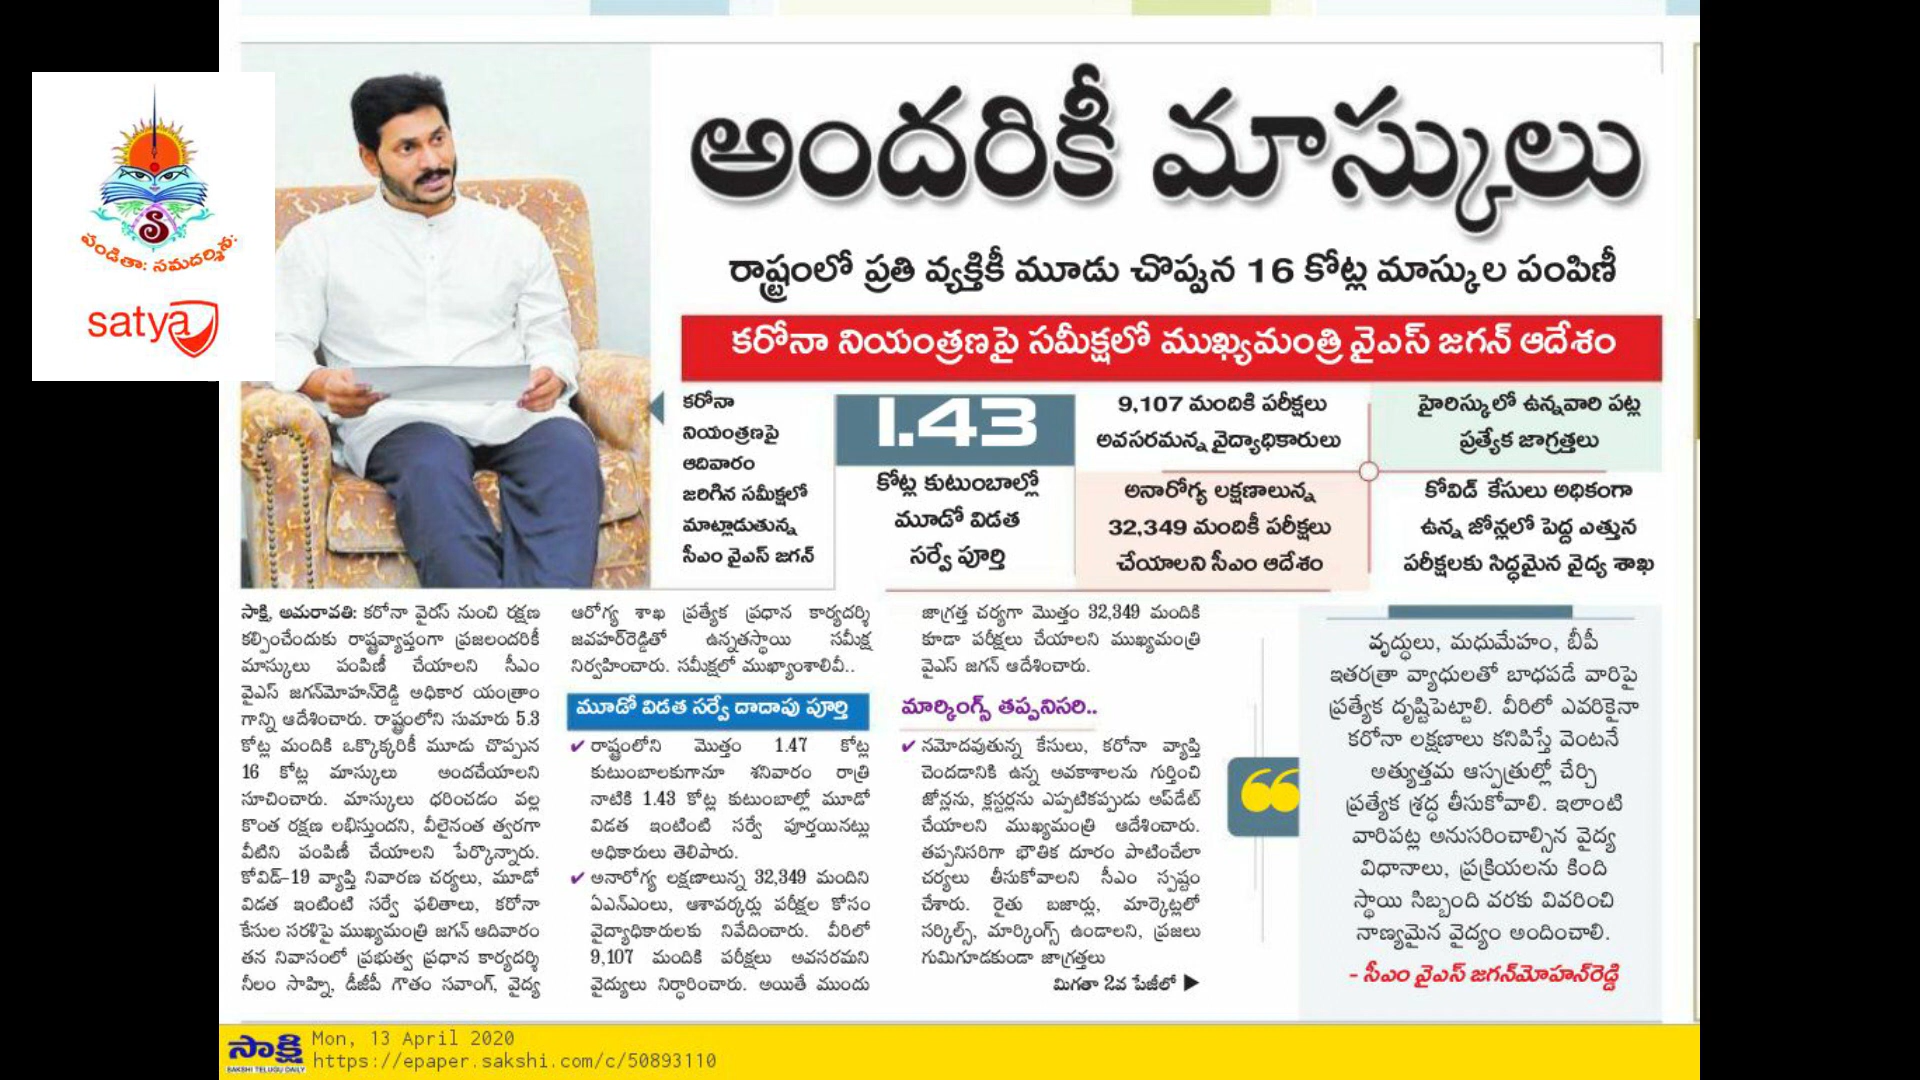 పండితాః సమదర్శినః
satya
అందరికీ మాస్కులు
రాష్ట్రంలో ప్రతి వ్యక్తికీ మూడు చొప్పున 16 కోట్ల మాస్కుల పంపిణీ
కరోనా నియంత్రణపై సమీక్షలో ముఖ్యమంత్రి వైఎస్ జగన్ ఆదేశం
కరోనా
నియంత్రణపై
ఆదివారం
జరిగిన సమీక్షలో
మాట్లాడుతున్న
సీఎం వైఎస్ జగన్
1.43
కోట్ల కుటుంబాల్లో
మూడో విడత
సర్వే పూర్తి
9,107 మందికి పరీక్షలు
అవసరమన్న వైద్యాధికారులు
హైరిస్కులో ఉన్నవారి పట్ల
ప్రత్యేక జాగ్రత్తలు
అనారోగ్య లక్షణాలున్న
32,349 మందికీ పరీక్షలు
చేయాలని సీఎం ఆదేశం
కోవిడ్ కేసులు అధికంగా
ఉన్న జోన్లలో పెద్ద ఎత్తున
పరీక్షలకు సిద్ధమైన వైద్య శాఖ
సాక్షి, అమరావతి: కరోనా వైరస్ నుంచి రక్షణ
కల్పించేందుకు రాష్ట్రవ్యాప్తంగా ప్రజలందరికీ
మాస్కులు పంపిణీ చేయాలని సీఎం
వైఎస్ జగన్‌మోహన్‌రెడ్డి అధికార యంత్రాం
గాన్ని ఆదేశించారు. రాష్ట్రంలోని సుమారు 5.3
కోట్ల మందికి ఒక్కొక్కరికీ మూడు చొప్పున
16 కోట్ల మాస్కులు అందచేయాలని
సూచించారు. మాస్కులు ధరించడం వల్ల
కొంత రక్షణ లభిస్తుందని, వీలైనంత త్వరగా
వీటిని పంపిణీ చేయాలని పేర్కొన్నారు.
కోవిడ్–19 వ్యాప్తి నివారణ చర్యలు, మూడో
విడత ఇంటింటి సర్వే ఫలితాలు, కరోనా
కేసుల సరళిపై ముఖ్యమంత్రి జగన్ ఆదివారం
తన నివాసంలో ప్రభుత్వ ప్రధాన కార్యదర్శి
నీలం సాహ్ని, డీజీపీ గౌతం సవాంగ్, వైద్య
ఆరోగ్య శాఖ ప్రత్యేక ప్రధాన కార్యదర్శి
జవహర్‌రెడ్డితో ఉన్నతస్థాయి సమీక్ష
నిర్వహించారు. సమీక్షలో ముఖ్యాంశాలివీ..
మూడో విడత సర్వే దాదాపు పూర్తి
✔ రాష్ట్రంలోని మొత్తం 1.47 కోట్ల
కుటుంబాలకుగానూ శనివారం రాత్రి
నాటికి 1.43 కోట్ల కుటుంబాల్లో మూడో
విడత ఇంటింటి సర్వే పూర్తయినట్లు
అధికారులు తెలిపారు.
✔ అనారోగ్య లక్షణాలున్న 32,349 మందిని
ఏఎన్ఎంలు, ఆశావర్కర్లు పరీక్షల కోసం
వైద్యాధికారులకు నివేదించారు. వీరిలో
9,107 మందికి పరీక్షలు అవసరమని
వైద్యులు నిర్ధారించారు. అయితే ముందు
జాగ్రత్త చర్యగా మొత్తం 32,349 మందికి
కూడా పరీక్షలు చేయాలని ముఖ్యమంత్రి
వైఎస్ జగన్ ఆదేశించారు.
మార్కింగ్స్ తప్పనిసరి..
✔ నమోదవుతున్న కేసులు, కరోనా వ్యాప్తి
చెందడానికి ఉన్న అవకాశాలను గుర్తించి
జోన్లను, క్లస్టర్లను ఎప్పటికప్పుడు అప్‌డేట్
చేయాలని ముఖ్యమంత్రి ఆదేశించారు.
తప్పనిసరిగా భౌతిక దూరం పాటించేలా
చర్యలు తీసుకోవాలని సీఎం స్పష్టం
చేశారు. రైతు బజార్లు, మార్కెట్లలో
సర్కిల్స్, మార్కింగ్స్ ఉండాలని, ప్రజలు
గుమిగూడకుండా జాగ్రత్తలు
మిగతా 2వ పేజీలో ▶
వృద్ధులు, మధుమేహం, బీపీ
ఇతరత్రా వ్యాధులతో బాధపడే వారిపై
ప్రత్యేక దృష్టిపెట్టాలి. వీరిలో ఎవరికైనా
కరోనా లక్షణాలు కనిపిస్తే వెంటనే
అత్యుత్తమ ఆస్పత్రుల్లో చేర్చి
ప్రత్యేక శ్రద్ధ తీసుకోవాలి. ఇలాంటి
వారిపట్ల అనుసరించాల్సిన వైద్య
విధానాలు, ప్రక్రియలను కింది
స్థాయి సిబ్బంది వరకు వివరించి
నాణ్యమైన వైద్యం అందించాలి.
- సీఎం వైఎస్ జగన్‌మోహన్‌రెడ్డి
సాక్షి
SAKSHI TELUGU DAILY
Mon, 13 April 2020
https://epaper.sakshi.com/c/50893110